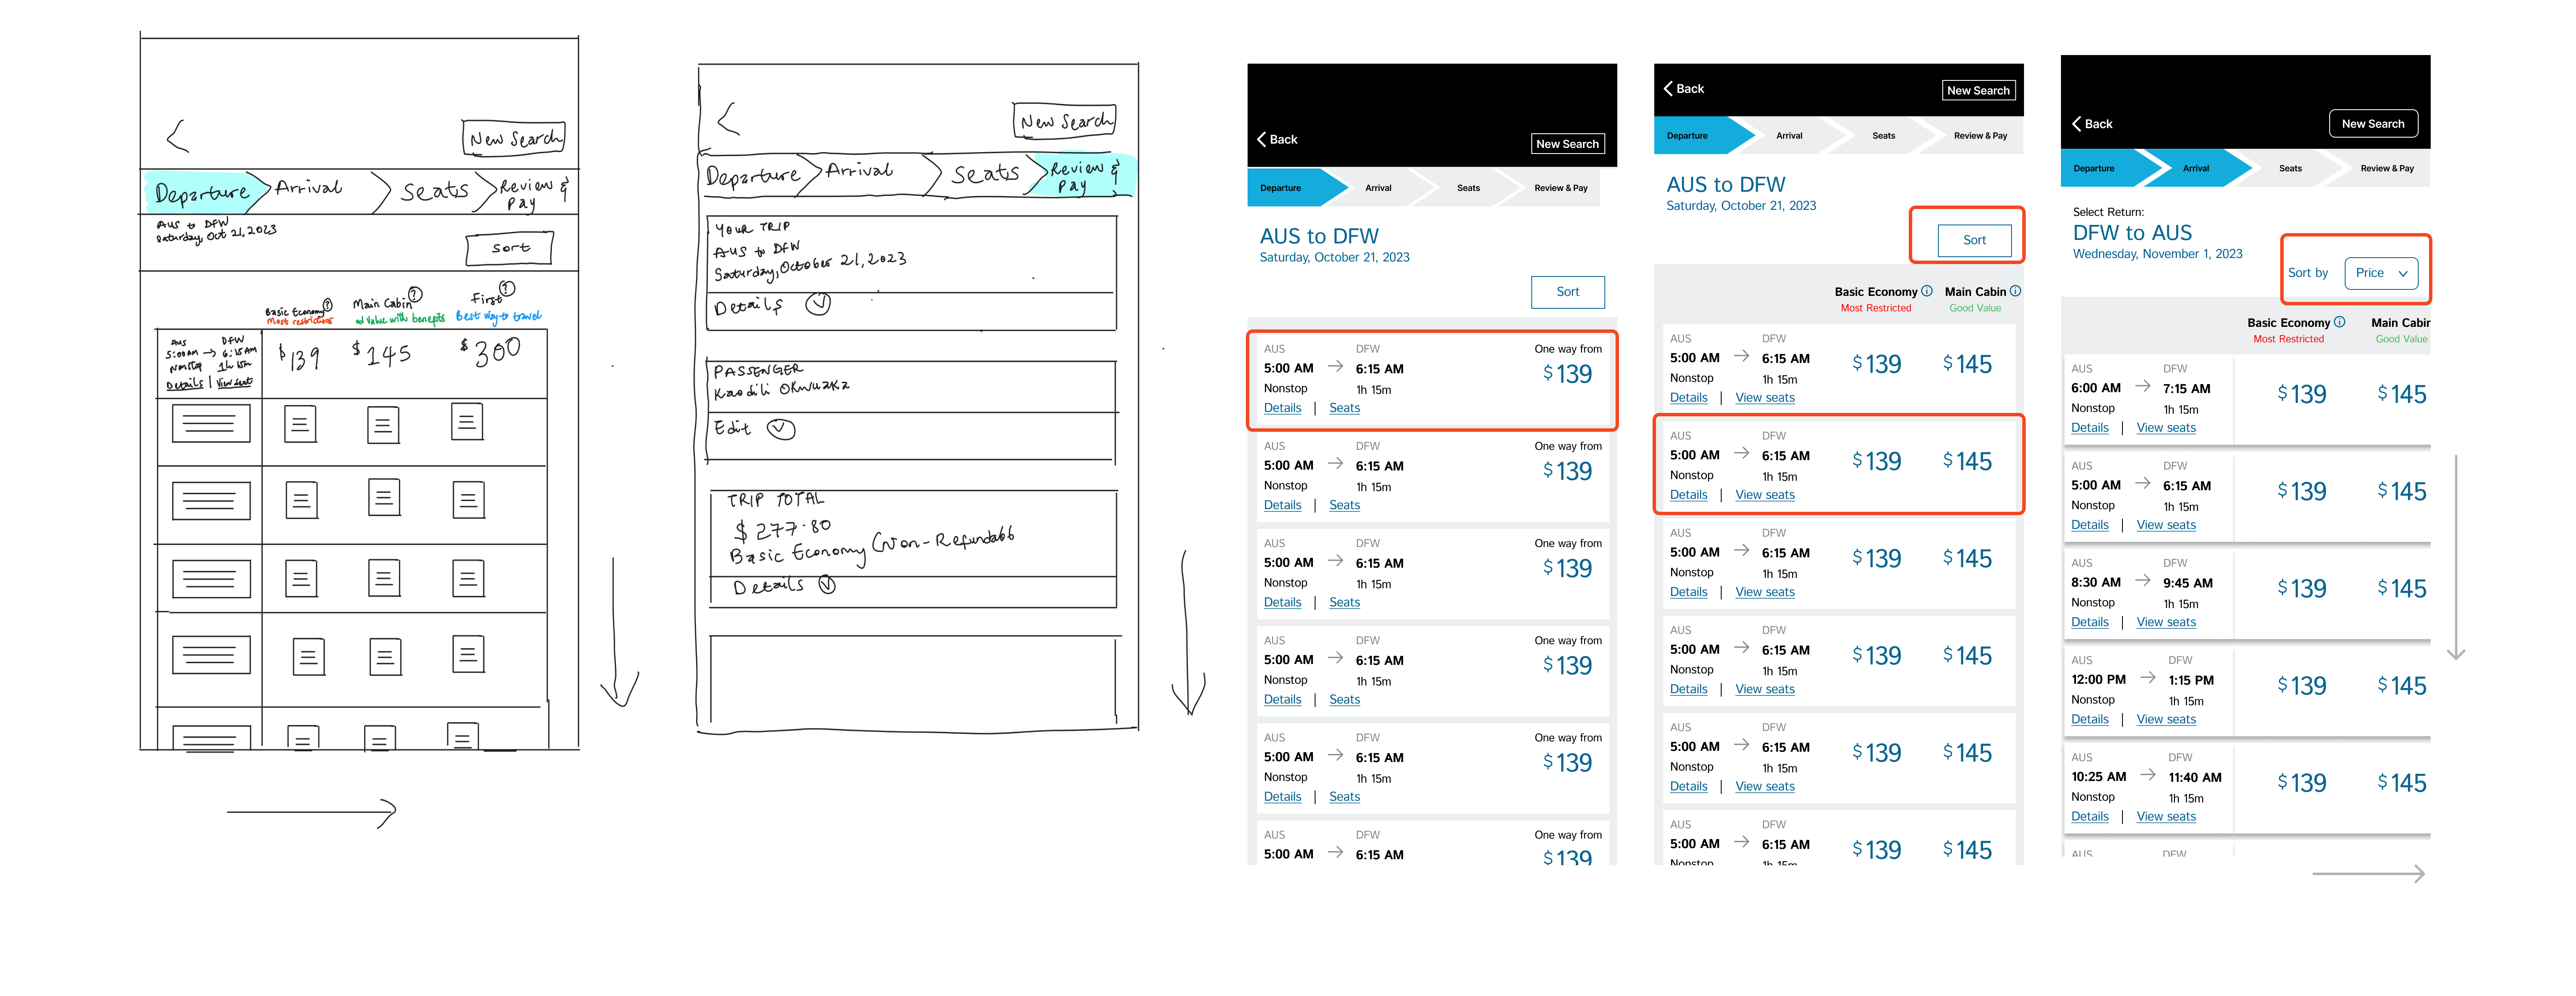 New Search
Departure
Arrival
Seats
Review &
Pay
AUS to DFW
Saturday, Oct 21, 2023
Sort
Basic Economy ?
Most restrictions
Main Cabin ?
od Value with benefits
First ?
Best way to travel
AUS DFW
5:00AM → 6:15AM
Nonstop 1h 15m
Details | View seat
$139
$145
$300
New Search
Departure
Arrival
Seats
Review &
Pay
YOUR TRIP
AUS to DFW
Saturday, October 21, 2023
Details
PASSENGER
Kaodili Okwuaka
Edit
TRIP TOTAL
$277.80
Basic Economy (Non-Refundabb
Details
Back
New Search
Departure
Arrival
Seats
Review & Pay
AUS to DFW
Saturday, October 21, 2023
Sort
AUS DFW One way from
5:00 AM → 6:15 AM $139
Nonstop 1h 15m
Details | Seats
AUS DFW One way from
5:00 AM → 6:15 AM $139
Nonstop 1h 15m
Details | Seats
AUS DFW One way from
5:00 AM → 6:15 AM $139
Nonstop 1h 15m
Details | Seats
AUS DFW One way from
5:00 AM → 6:15 AM $139
Nonstop 1h 15m
Details | Seats
AUS DFW One way from
5:00 AM → 6:15 AM $139
Nonstop 1h 15m
Details | Seats
AUS DFW One way from
5:00 AM → 6:15 AM $139
Back
New Search
Departure
Arrival
Seats
Review & Pay
AUS to DFW
Saturday, October 21, 2023
Sort
Basic Economy Main Cabin
Most Restricted Good Value
AUS DFW
5:00 AM → 6:15 AM $139 $145
Nonstop 1h 15m
Details | View seats
AUS DFW
5:00 AM → 6:15 AM $139 $145
Nonstop 1h 15m
Details | View seats
AUS DFW
5:00 AM → 6:15 AM $139 $145
Nonstop 1h 15m
Details | View seats
AUS DFW
5:00 AM → 6:15 AM $139 $145
Nonstop 1h 15m
Details | View seats
AUS DFW
5:00 AM → 6:15 AM $139 $145
Nonstop 1h 15m
Details | View seats
AUS DFW
5:00 AM → 6:15 AM $139 $145
Nonstop 1h 15m
Back
New Search
Departure
Arrival
Seats
Review & Pay
Select Return:
DFW to AUS
Wednesday, November 1, 2023
Sort by Price
Basic Economy Main Cabir
Most Restricted Good Value
AUS DFW
6:00 AM → 7:15 AM $139 $145
Nonstop 1h 15m
Details | View seats
AUS DFW
5:00 AM → 6:15 AM $139 $145
Nonstop 1h 15m
Details | View seats
AUS DFW
8:30 AM → 9:45 AM $139 $145
Nonstop 1h 15m
Details | View seats
AUS DFW
12:00 PM → 1:15 PM $139 $145
Nonstop 1h 15m
Details | View seats
AUS DFW
10:25 AM → 11:40 AM $139 $145
Nonstop 1h 15m
Details | View seats
AUS DFW